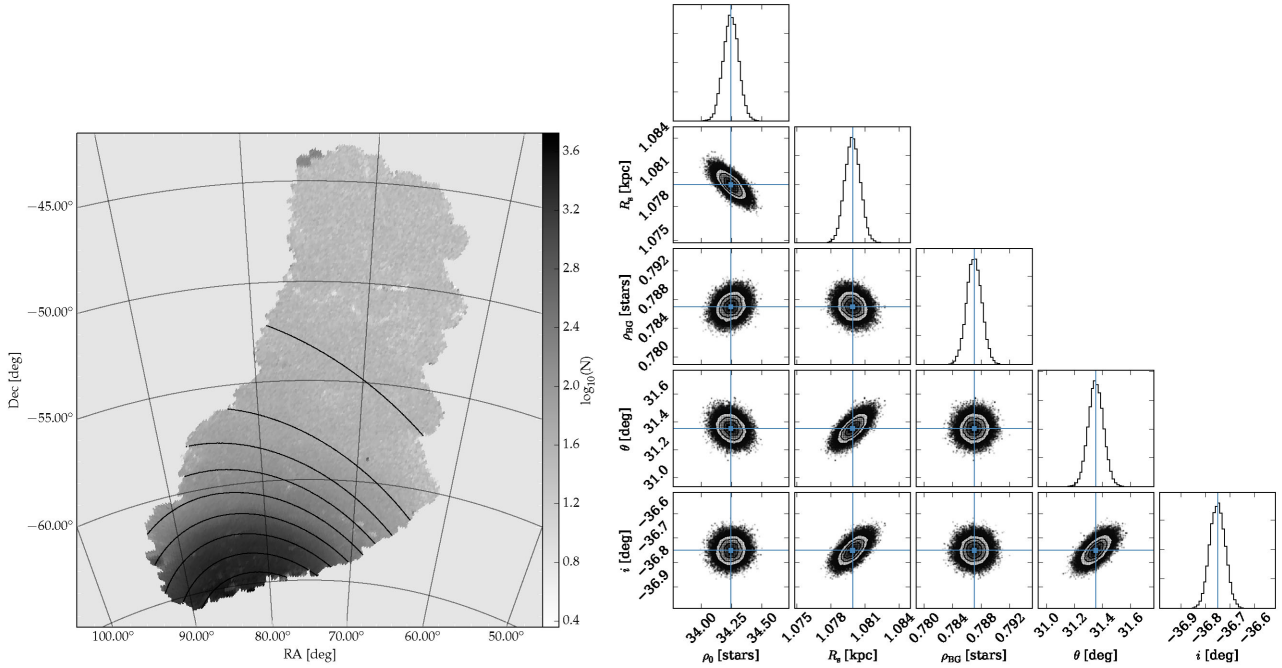 −45.00°
−50.00°
−55.00°
−60.00°
Dec [deg]
100.00° 90.00° 80.00° 70.00° 60.00° 50.00°
RA [deg]
3.6
3.2
2.8
2.4
2.0
1.6
1.2
0.8
0.4
log₁₀(N)
1.084
1.081
1.078
1.075
Rₛ [kpc]
0.792
0.788
0.784
0.780
ρBG [stars]
31.6
31.4
31.2
31.0
θ [deg]
−36.6
−36.7
−36.8
−36.9
i [deg]
34.00 34.25 34.50 1.075 1.078 1.081 1.084 0.780 0.784 0.788 0.792 31.0 31.2 31.4 31.6 −36.9 −36.8 −36.7 −36.6
ρ₀ [stars] Rₛ [kpc] ρBG [stars] θ [deg] i [deg]